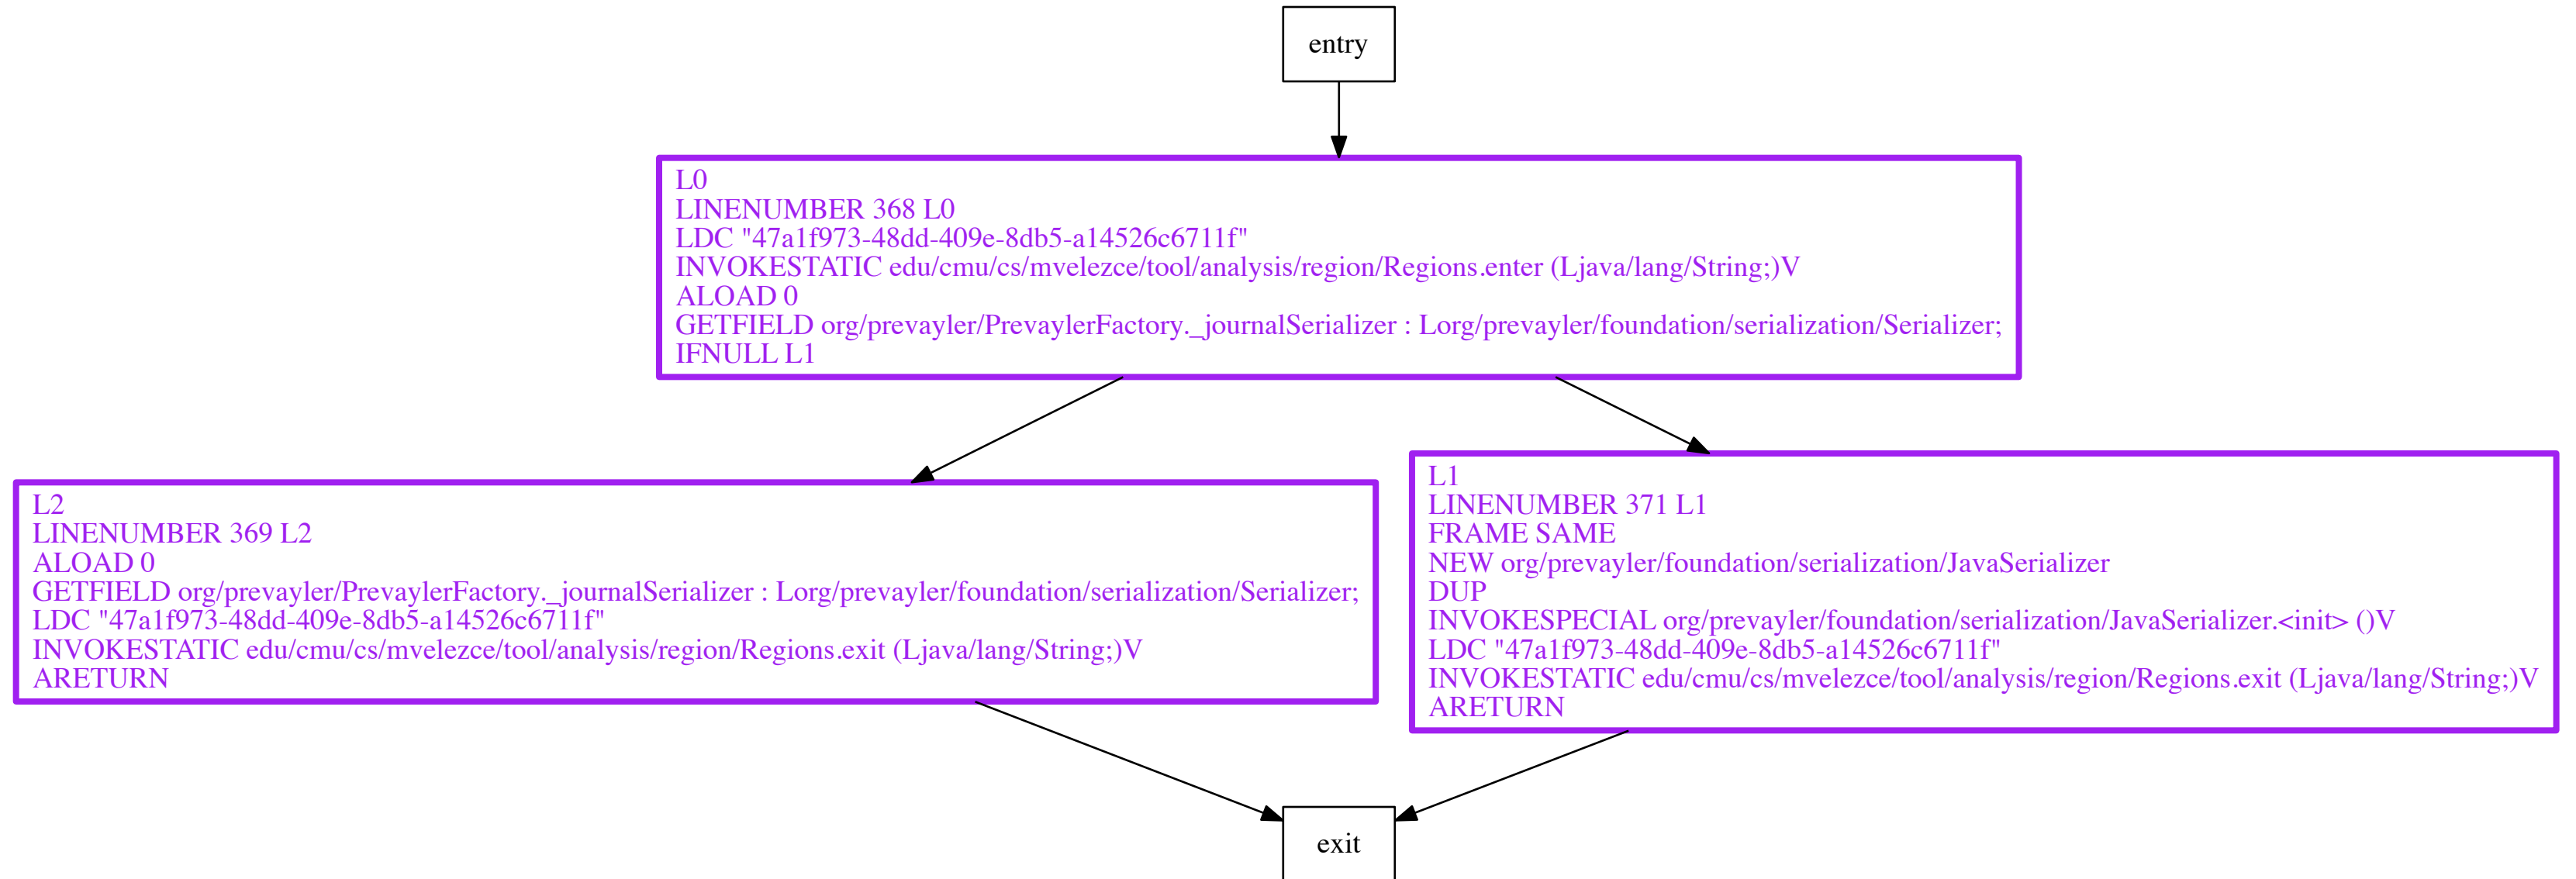 entry
L0
LINENUMBER 368 L0
LDC "47a1f973-48dd-409e-8db5-a14526c6711f"
INVOKESTATIC edu/cmu/cs/mvelezce/tool/analysis/region/Regions.enter (Ljava/lang/String;)V
ALOAD 0
GETFIELD org/prevayler/PrevaylerFactory._journalSerializer : Lorg/prevayler/foundation/serialization/Serializer;
IFNULL L1
L2
LINENUMBER 369 L2
ALOAD 0
GETFIELD org/prevayler/PrevaylerFactory._journalSerializer : Lorg/prevayler/foundation/serialization/Serializer;
LDC "47a1f973-48dd-409e-8db5-a14526c6711f"
INVOKESTATIC edu/cmu/cs/mvelezce/tool/analysis/region/Regions.exit (Ljava/lang/String;)V
ARETURN
L1
LINENUMBER 371 L1
FRAME SAME
NEW org/prevayler/foundation/serialization/JavaSerializer
DUP
INVOKESPECIAL org/prevayler/foundation/serialization/JavaSerializer.<init> ()V
LDC "47a1f973-48dd-409e-8db5-a14526c6711f"
INVOKESTATIC edu/cmu/cs/mvelezce/tool/analysis/region/Regions.exit (Ljava/lang/String;)V
ARETURN
exit